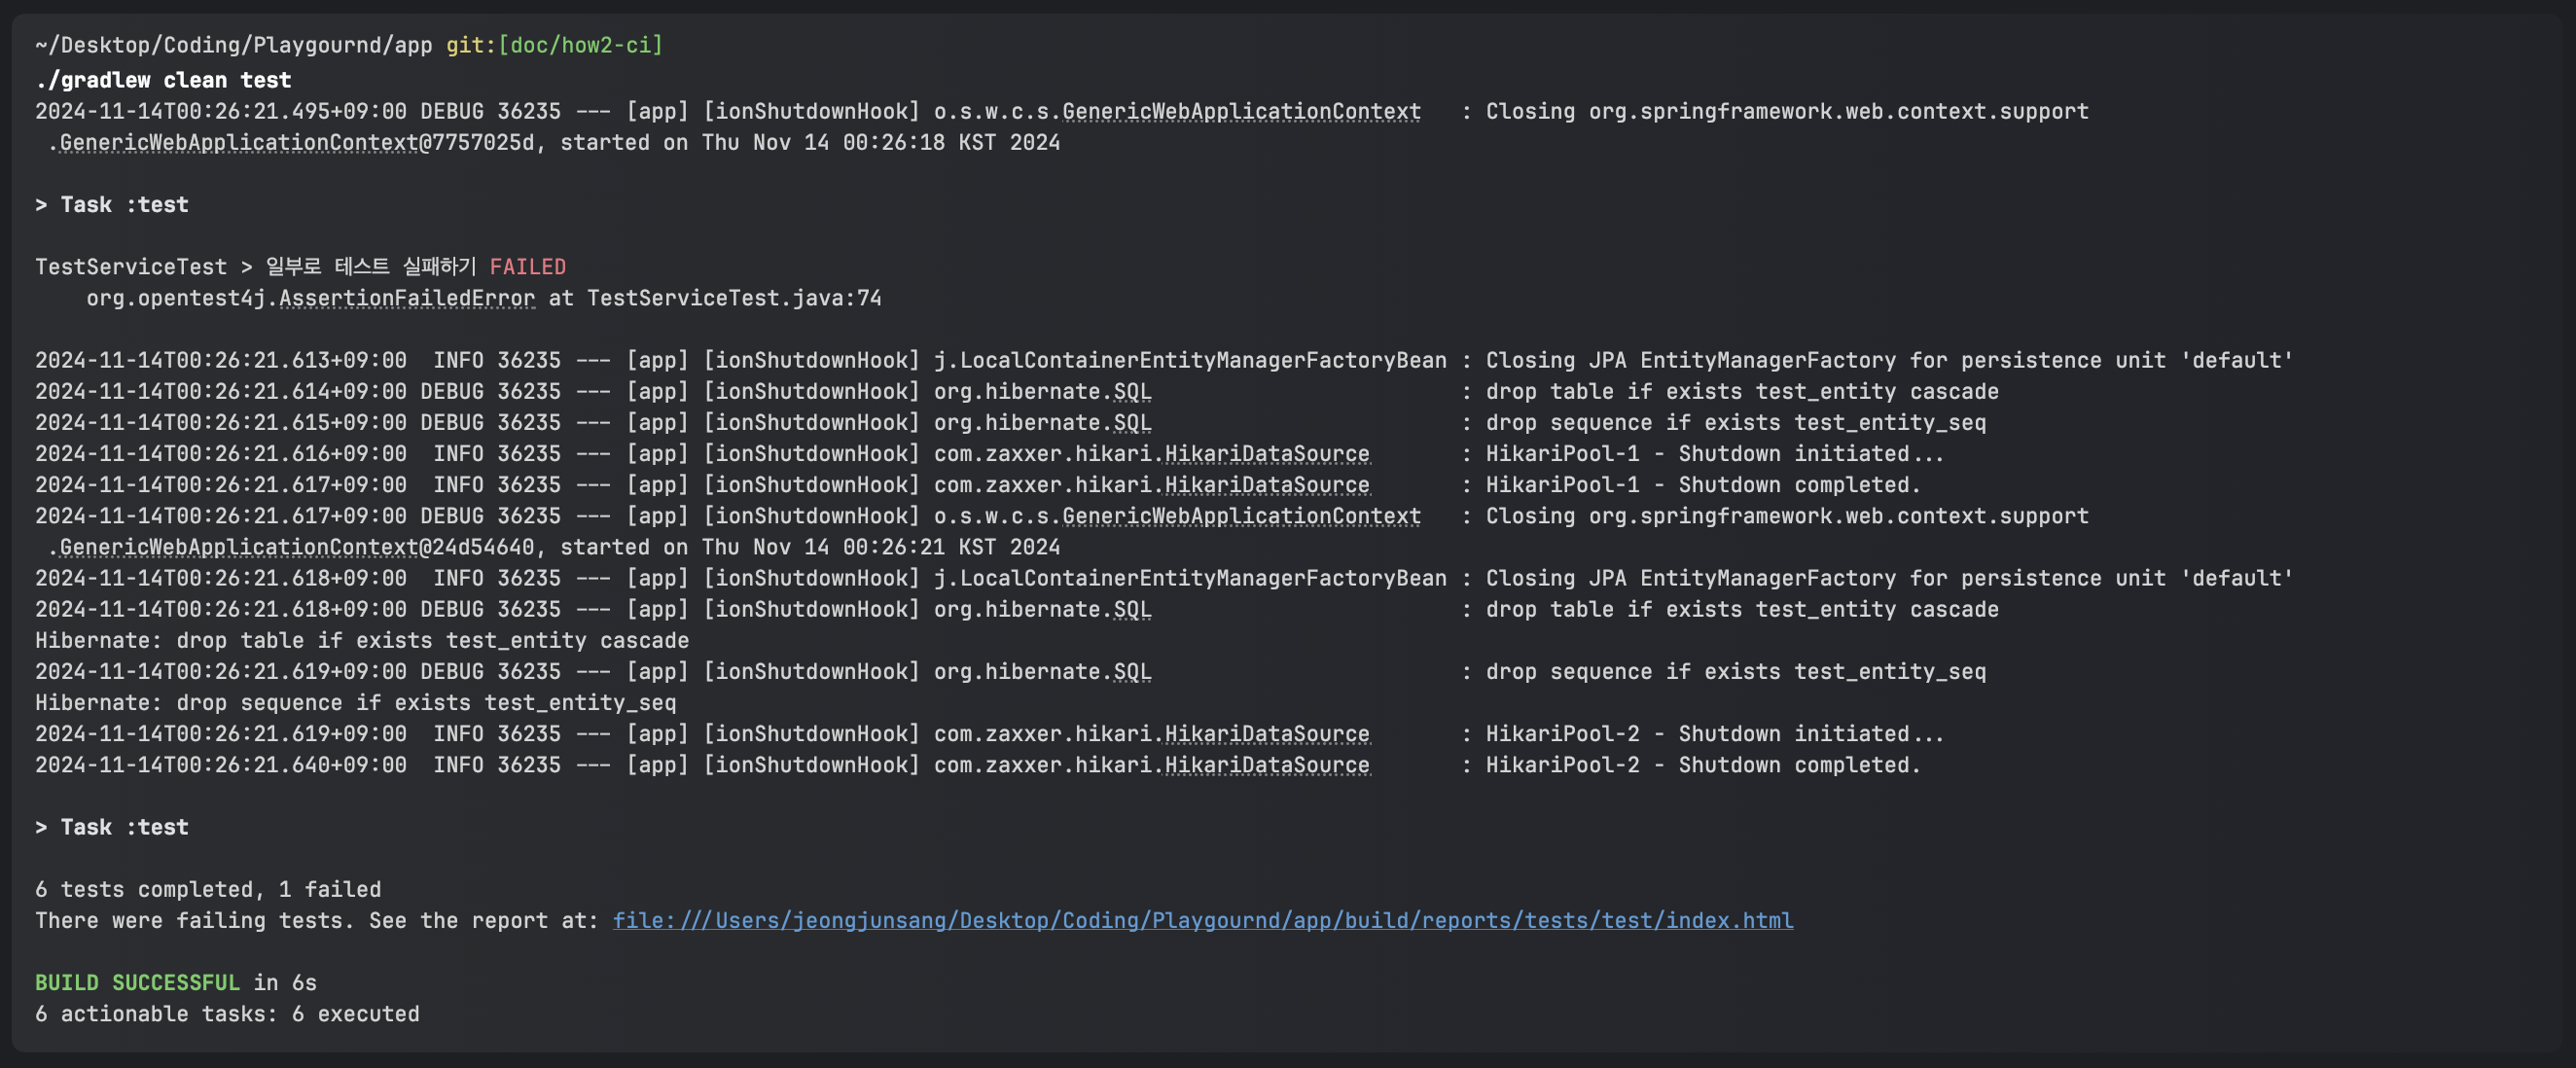 ~/Desktop/Coding/Playgournd/app git:[doc/how2-ci]
./gradlew clean test
2024-11-14T00:26:21.495+09:00 DEBUG 36235 --- [app] [ionShutdownHook] o.s.w.c.s.GenericWebApplicationContext   : Closing org.springframework.web.context.support
 .GenericWebApplicationContext@7757025d, started on Thu Nov 14 00:26:18 KST 2024
> Task :test
TestServiceTest > 일부로 테스트 실패하기 FAILED
    org.opentest4j.AssertionFailedError at TestServiceTest.java:74
2024-11-14T00:26:21.613+09:00  INFO 36235 --- [app] [ionShutdownHook] j.LocalContainerEntityManagerFactoryBean : Closing JPA EntityManagerFactory for persistence unit 'default'
2024-11-14T00:26:21.614+09:00 DEBUG 36235 --- [app] [ionShutdownHook] org.hibernate.SQL                        : drop table if exists test_entity cascade
2024-11-14T00:26:21.615+09:00 DEBUG 36235 --- [app] [ionShutdownHook] org.hibernate.SQL                        : drop sequence if exists test_entity_seq
2024-11-14T00:26:21.616+09:00  INFO 36235 --- [app] [ionShutdownHook] com.zaxxer.hikari.HikariDataSource       : HikariPool-1 - Shutdown initiated...
2024-11-14T00:26:21.617+09:00  INFO 36235 --- [app] [ionShutdownHook] com.zaxxer.hikari.HikariDataSource       : HikariPool-1 - Shutdown completed.
2024-11-14T00:26:21.617+09:00 DEBUG 36235 --- [app] [ionShutdownHook] o.s.w.c.s.GenericWebApplicationContext   : Closing org.springframework.web.context.support
 .GenericWebApplicationContext@24d54640, started on Thu Nov 14 00:26:21 KST 2024
2024-11-14T00:26:21.618+09:00  INFO 36235 --- [app] [ionShutdownHook] j.LocalContainerEntityManagerFactoryBean : Closing JPA EntityManagerFactory for persistence unit 'default'
2024-11-14T00:26:21.618+09:00 DEBUG 36235 --- [app] [ionShutdownHook] org.hibernate.SQL                        : drop table if exists test_entity cascade
Hibernate: drop table if exists test_entity cascade
2024-11-14T00:26:21.619+09:00 DEBUG 36235 --- [app] [ionShutdownHook] org.hibernate.SQL                        : drop sequence if exists test_entity_seq
Hibernate: drop sequence if exists test_entity_seq
2024-11-14T00:26:21.619+09:00  INFO 36235 --- [app] [ionShutdownHook] com.zaxxer.hikari.HikariDataSource       : HikariPool-2 - Shutdown initiated...
2024-11-14T00:26:21.640+09:00  INFO 36235 --- [app] [ionShutdownHook] com.zaxxer.hikari.HikariDataSource       : HikariPool-2 - Shutdown completed.
> Task :test
6 tests completed, 1 failed
There were failing tests. See the report at: file:///Users/jeongjunsang/Desktop/Coding/Playgournd/app/build/reports/tests/test/index.html
BUILD SUCCESSFUL in 6s
6 actionable tasks: 6 executed